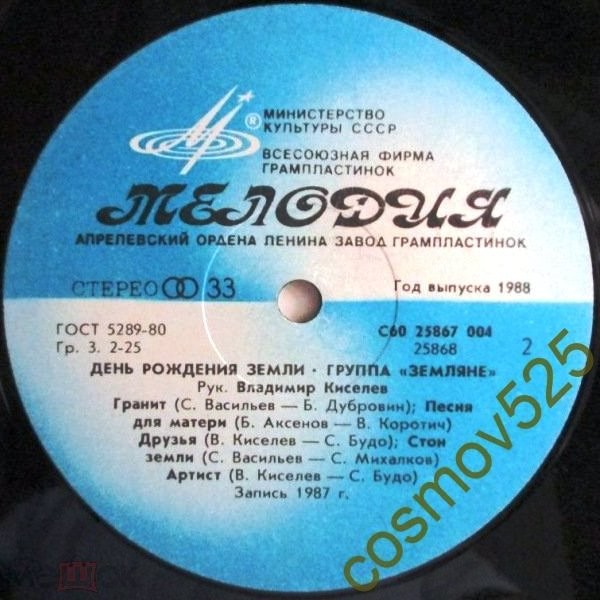 ®
МИНИСТЕРСТВО
КУЛЬТУРЫ СССР
ВСЕСОЮЗНАЯ ФИРМА
ГРАМПЛАСТИНОК
МЕЛОДИЯ
АПРЕЛЕВСКИЙ ОРДЕНА ЛЕНИНА ЗАВОД ГРАМПЛАСТИНОК
СТЕРЕО 33
Год выпуска 1988
ГОСТ 5289-80
С60 25867 004
Гр. 3. 2-25
25868
2
ДЕНЬ РОЖДЕНИЯ ЗЕМЛИ · ГРУППА «ЗЕМЛЯНЕ»
Рук. Владимир Киселев
Гранит (С. Васильев — Б. Дубровин); Песня
для матери (Б. Аксенов — В. Коротич)
Друзья (В. Киселев — С. Будо); Стон
земли (С. Васильев — С. Михалков)
Артист (В. Киселев — С. Будо)
Запись 1987 г.
cosmov525